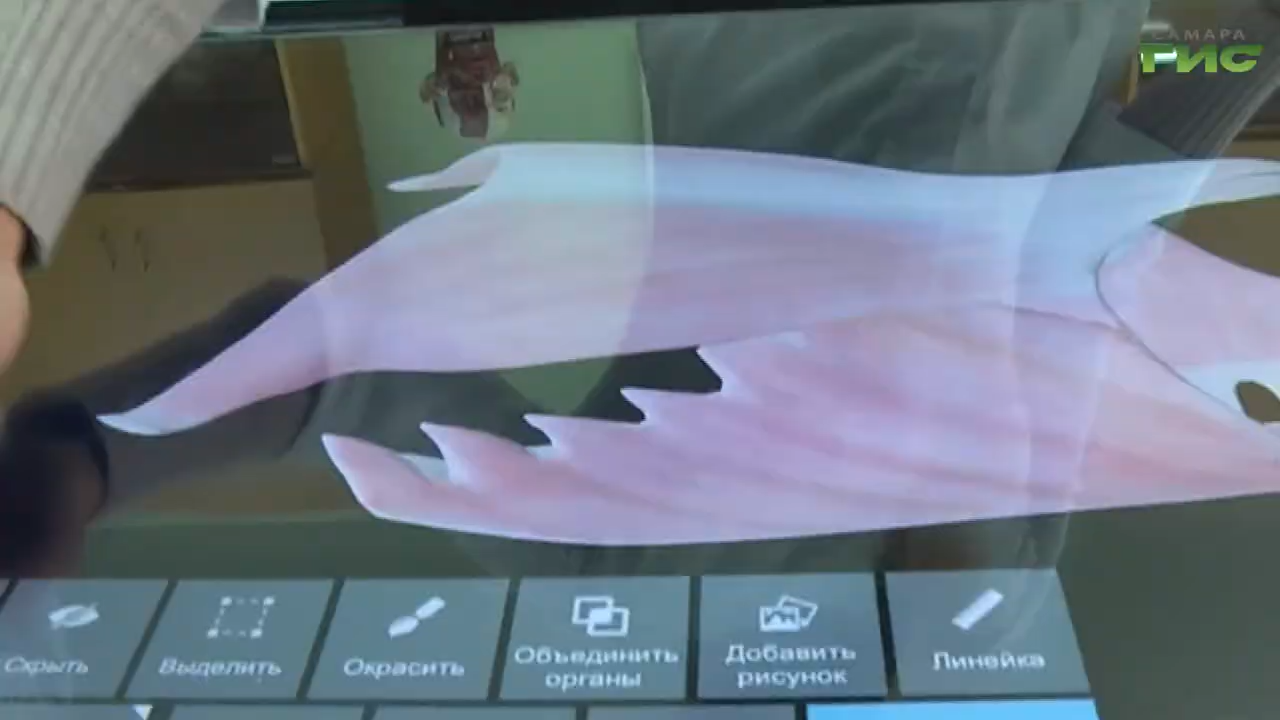 САМАРА
ГИС
Скрыть
Выделить
Окрасить
Объединить
органы
Добавить
рисунок
Линейка